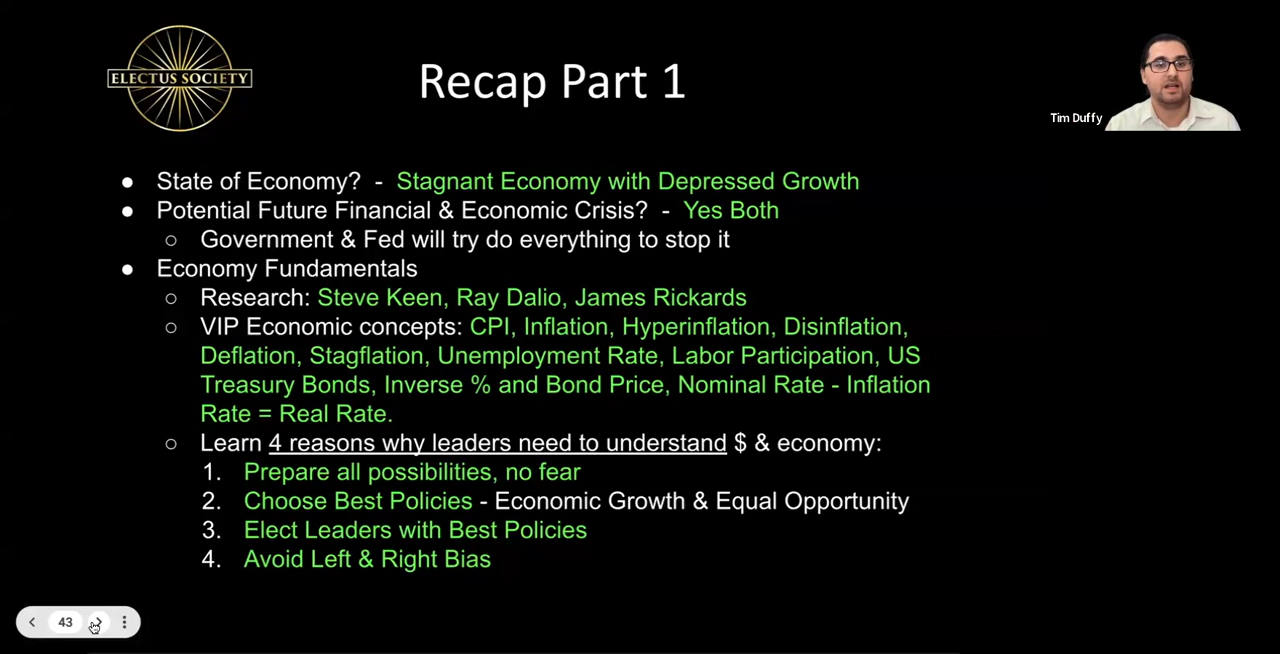 ELECTUS SOCIETY
Recap Part 1
Tim Duffy
● State of Economy? - Stagnant Economy with Depressed Growth
● Potential Future Financial & Economic Crisis? - Yes Both
○ Government & Fed will try do everything to stop it
● Economy Fundamentals
○ Research: Steve Keen, Ray Dalio, James Rickards
○ VIP Economic concepts: CPI, Inflation, Hyperinflation, Disinflation,
Deflation, Stagflation, Unemployment Rate, Labor Participation, US
Treasury Bonds, Inverse % and Bond Price, Nominal Rate - Inflation
Rate = Real Rate.
○ Learn 4 reasons why leaders need to understand $ & economy:
1. Prepare all possibilities, no fear
2. Choose Best Policies - Economic Growth & Equal Opportunity
3. Elect Leaders with Best Policies
4. Avoid Left & Right Bias
43